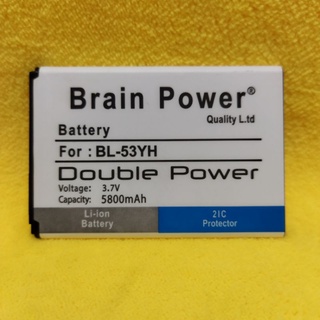 Brain Power®
Quality L.td
Battery
For : BL-53YH
Double Power
Voltage: 3.7V
Capacity: 5800mAh
Li-ion
Battery
2IC
Protector